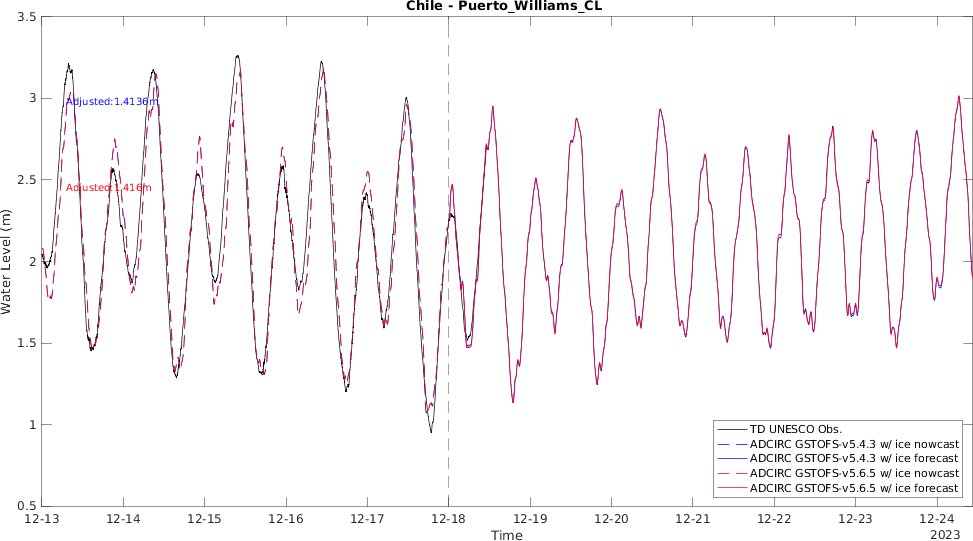 Chile - Puerto_Williams_CL
3.5
3
2.5
2
1.5
1
0.5
Water Level (m)
Adjusted:1.4136m
Adjusted:1.416m
TD UNESCO Obs.
ADCIRC GSTOFS-v5.4.3 w/ ice nowcast
ADCIRC GSTOFS-v5.4.3 w/ ice forecast
ADCIRC GSTOFS-v5.6.5 w/ ice nowcast
ADCIRC GSTOFS-v5.6.5 w/ ice forecast
12-13 12-14 12-15 12-16 12-17 12-18 12-19 12-20 12-21 12-22 12-23 12-24
Time
2023